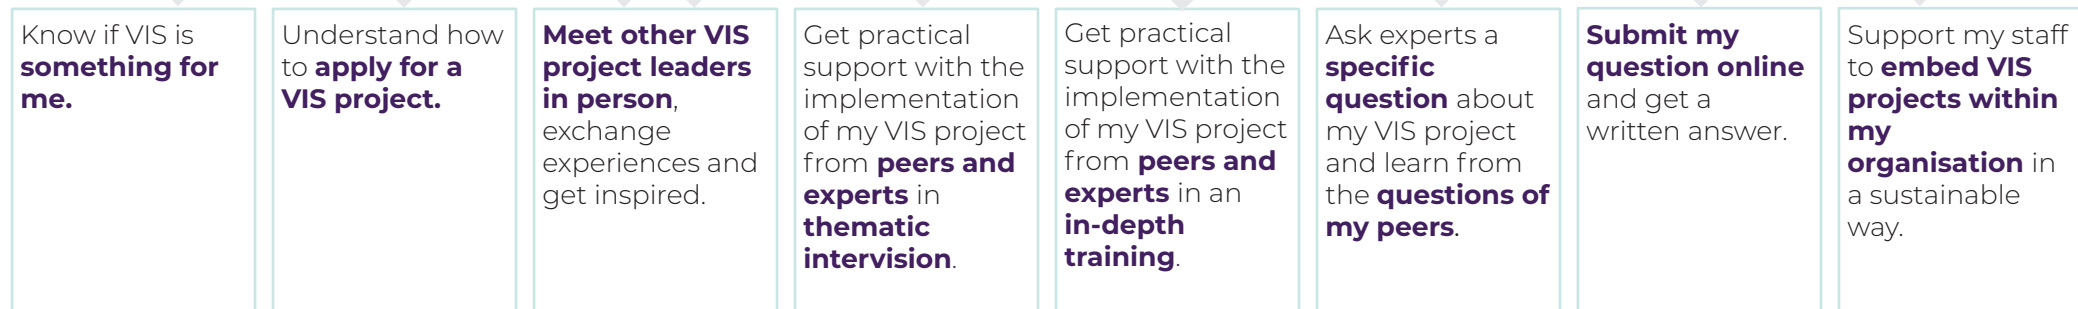 Know if VIS is
something for
me.
Understand how
to apply for a
VIS project.
Meet other VIS
project leaders
in person,
exchange
experiences and
get inspired.
Get practical
support with the
implementation
of my VIS project
from peers and
experts in
thematic
intervision.
Get practical
support with the
implementation
of my VIS project
from peers and
experts in an
in-depth
training.
Ask experts a
specific
question about
my VIS project
and learn from
the questions of
my peers.
Submit my
question online
and get a
written answer.
Support my staff
to embed VIS
projects within
my
organisation in
a sustainable
way.